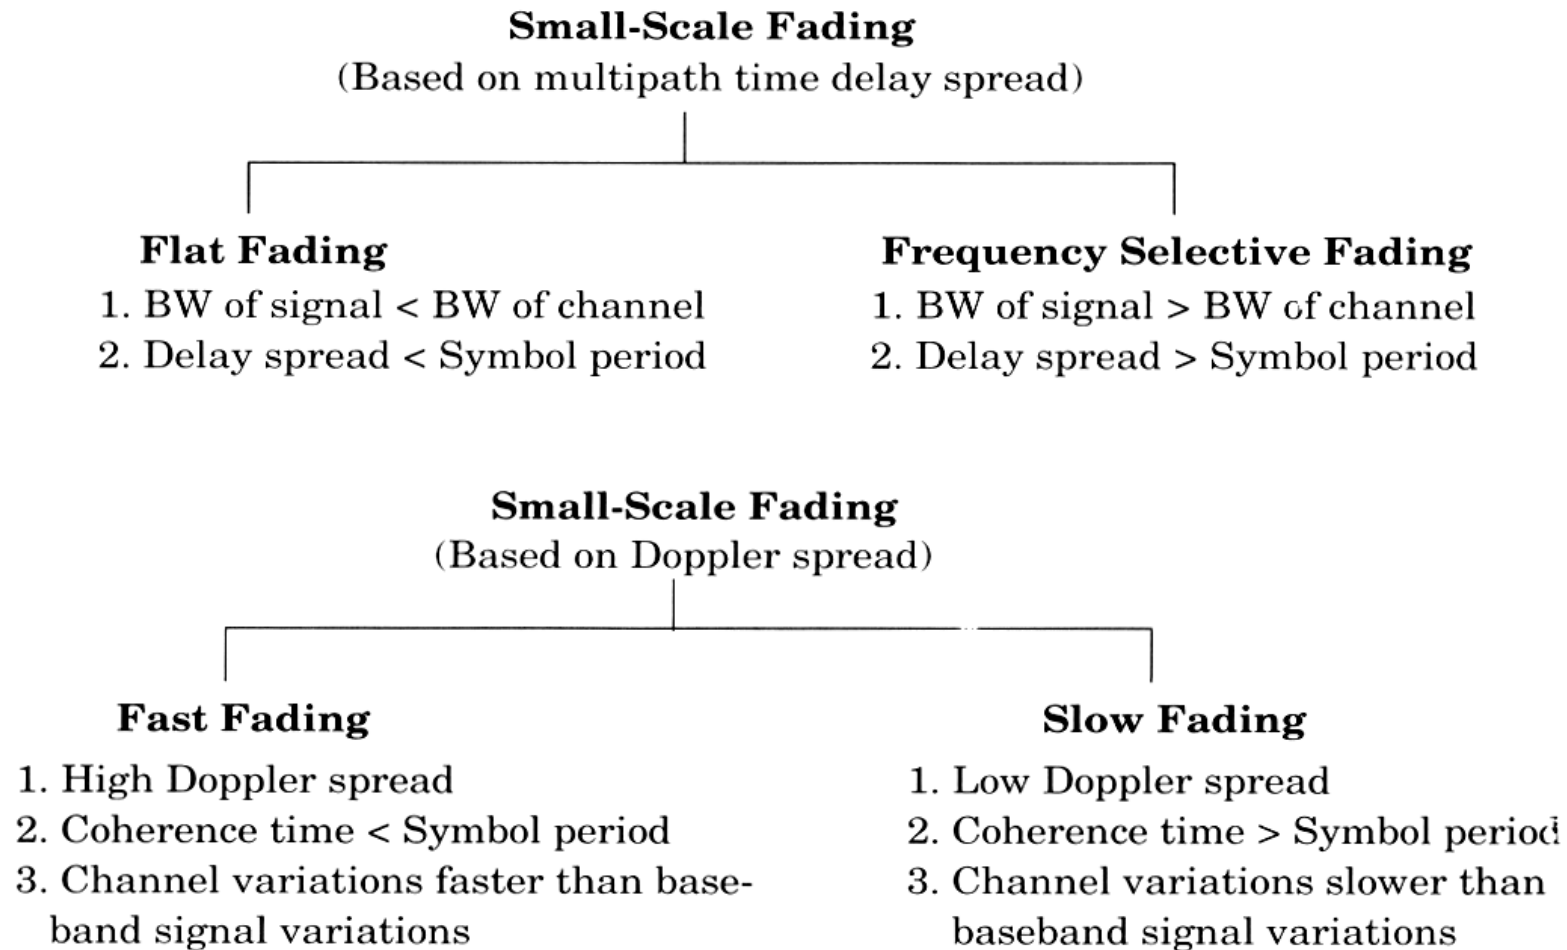 Small-Scale Fading
(Based on multipath time delay spread)
Flat Fading
1. BW of signal < BW of channel
2. Delay spread < Symbol period
Frequency Selective Fading
1. BW of signal > BW of channel
2. Delay spread > Symbol period
Small-Scale Fading
(Based on Doppler spread)
Fast Fading
1. High Doppler spread
2. Coherence time < Symbol period
3. Channel variations faster than base-
band signal variations
Slow Fading
1. Low Doppler spread
2. Coherence time > Symbol period
3. Channel variations slower than
baseband signal variations